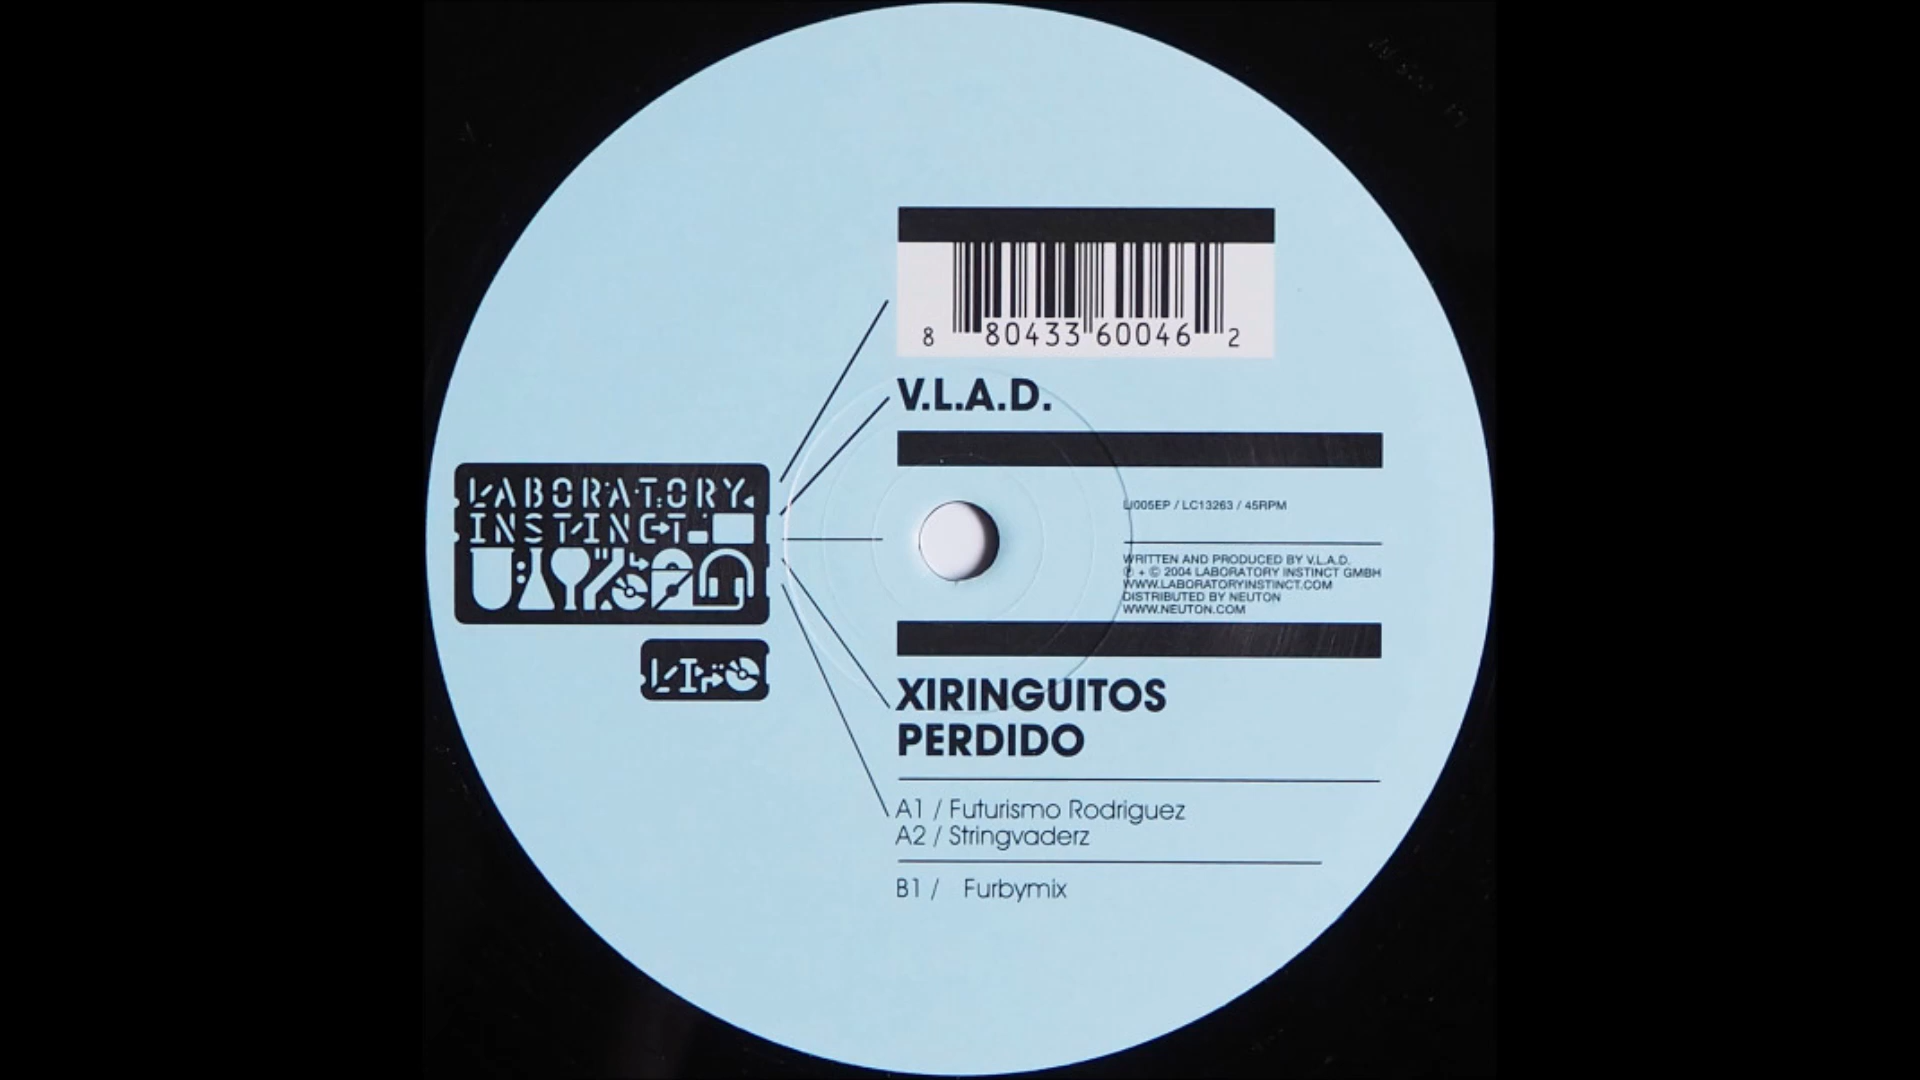 8 80433 60046 2
V.L.A.D.
LABORATORY
INSTINCT
LI005EP / LC13263 / 45RPM
WRITTEN AND PRODUCED BY V.L.A.D.
℗ + © 2004 LABORATORY INSTINCT GMBH
WWW.LABORATORYINSTINCT.COM
DISTRIBUTED BY NEUTON
WWW.NEUTON.COM
LI
XIRINGUITOS
PERDIDO
A1 / Futurismo Rodriguez
A2 / Stringvaderz
B1 / Furbymix